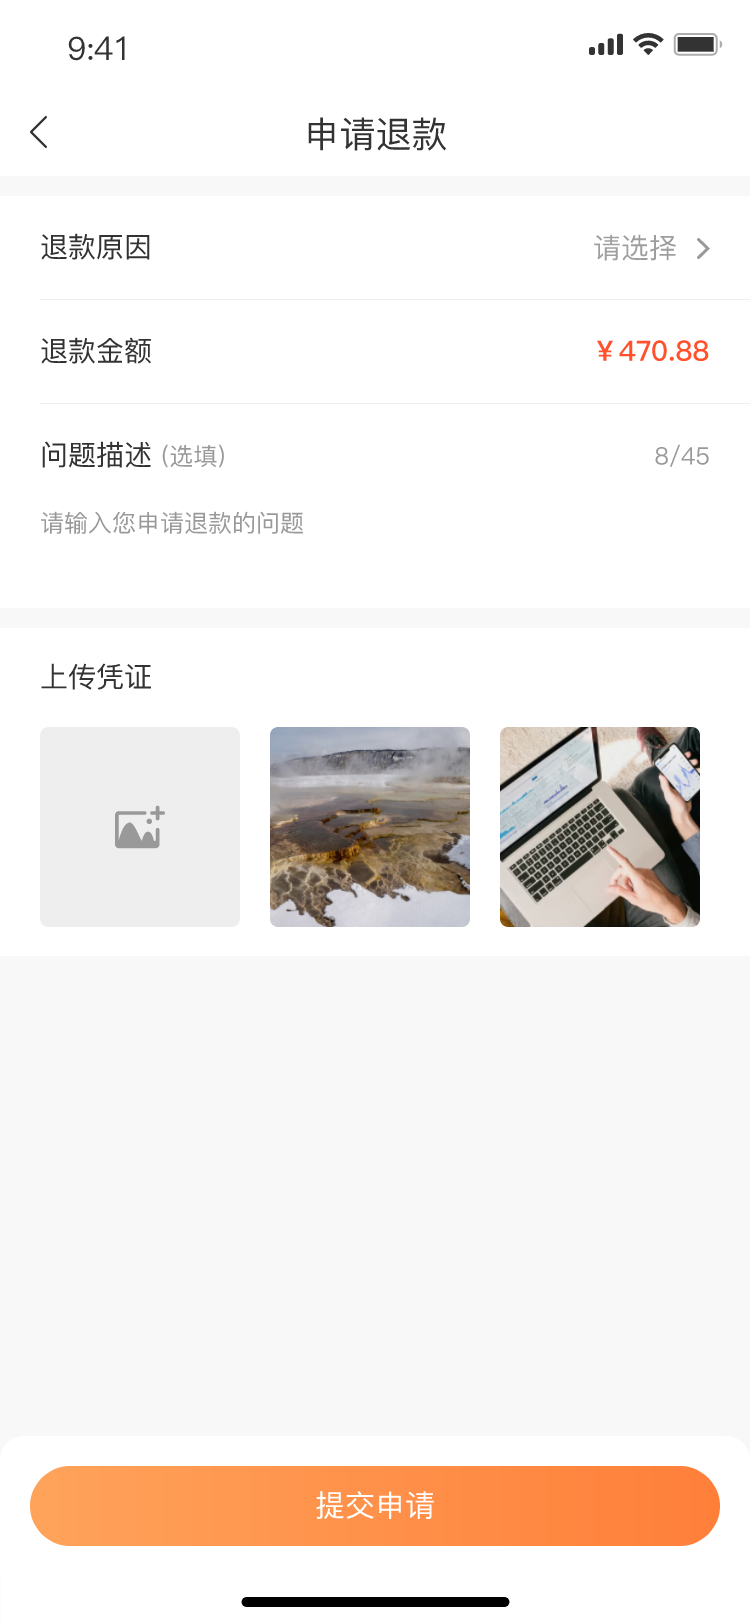 9:41
申请退款
退款原因 请选择
退款金额 ¥470.88
问题描述 (选填) 8/45
请输入您申请退款的问题
上传凭证
提交申请